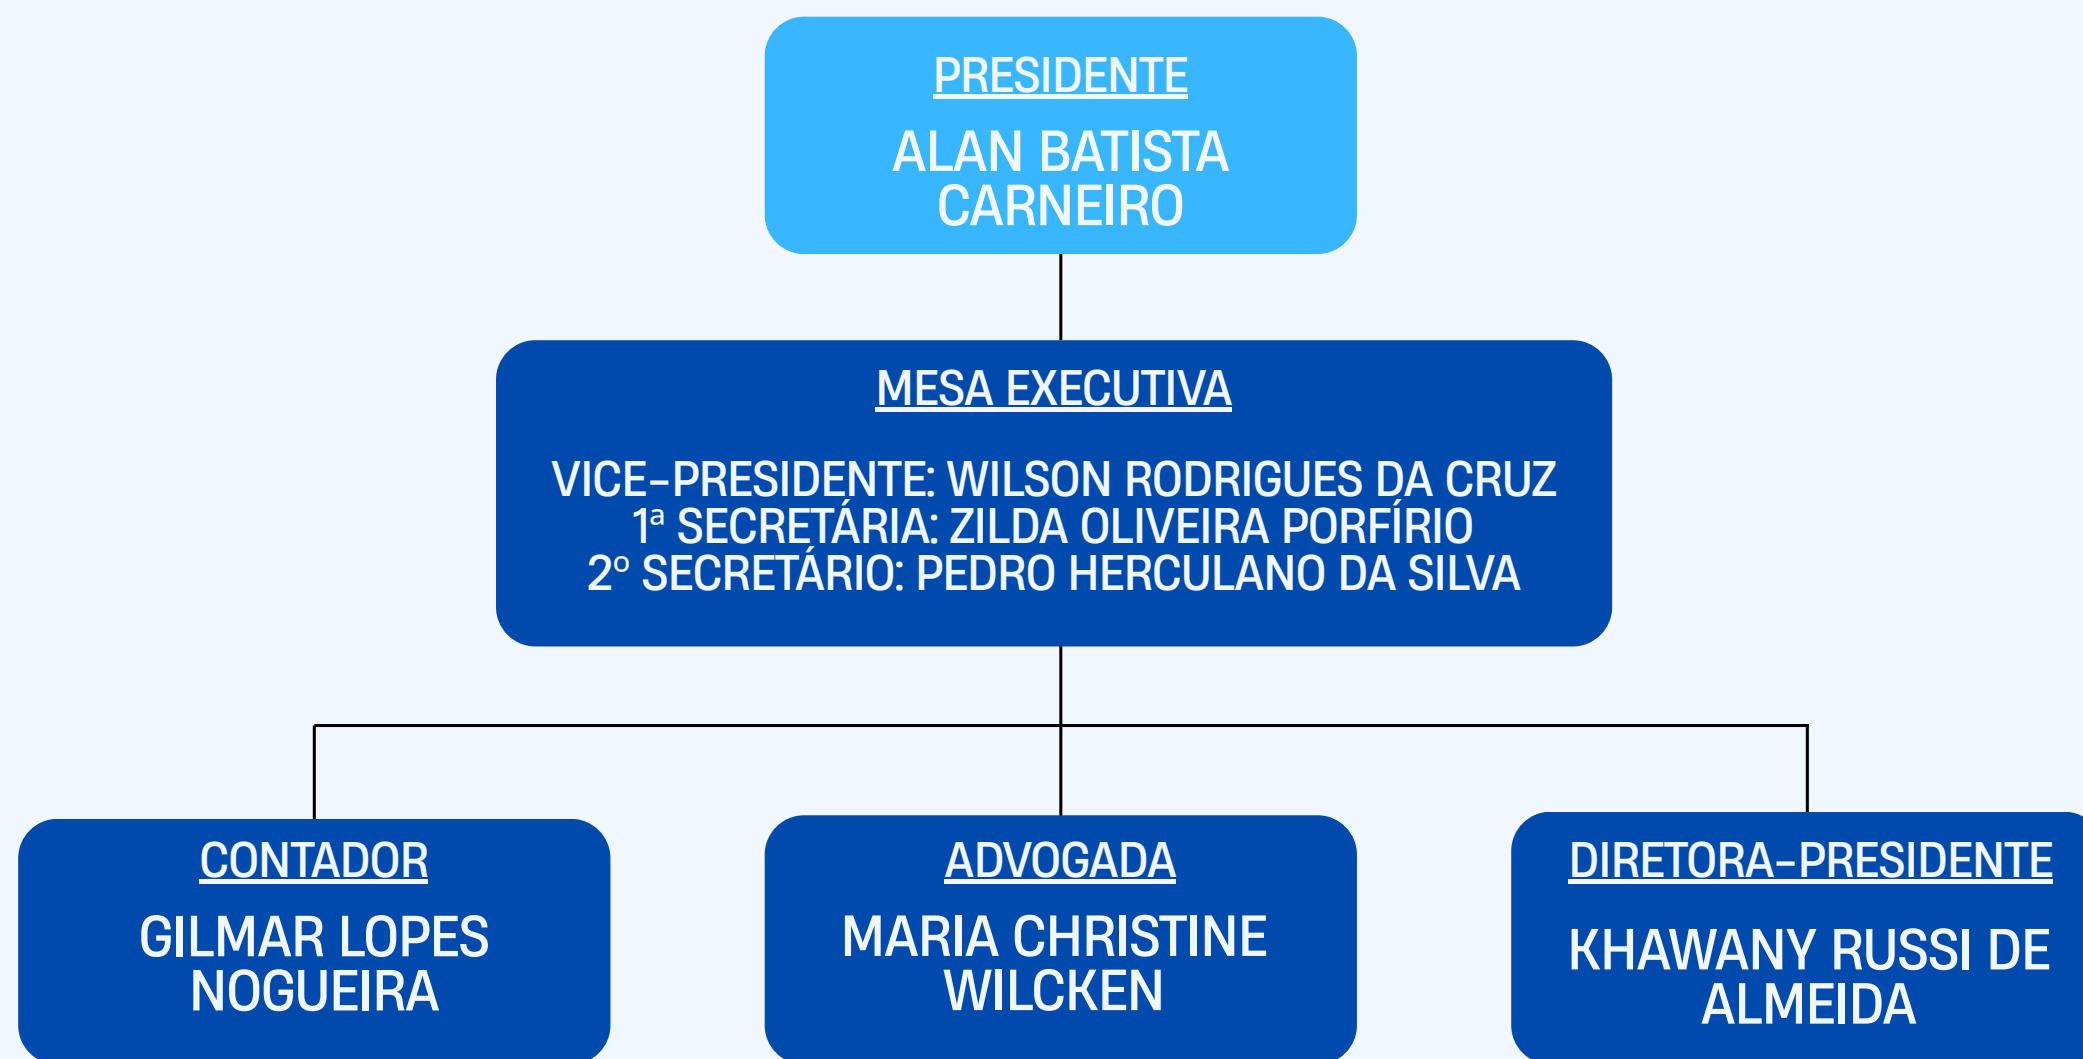 PRESIDENTE
ALAN BATISTA
CARNEIRO
MESA EXECUTIVA
VICE-PRESIDENTE: WILSON RODRIGUES DA CRUZ
1ª SECRETÁRIA: ZILDA OLIVEIRA PORFÍRIO
2º SECRETÁRIO: PEDRO HERCULANO DA SILVA
CONTADOR
GILMAR LOPES
NOGUEIRA
ADVOGADA
MARIA CHRISTINE
WILCKEN
DIRETORA-PRESIDENTE
KHAWANY RUSSI DE
ALMEIDA